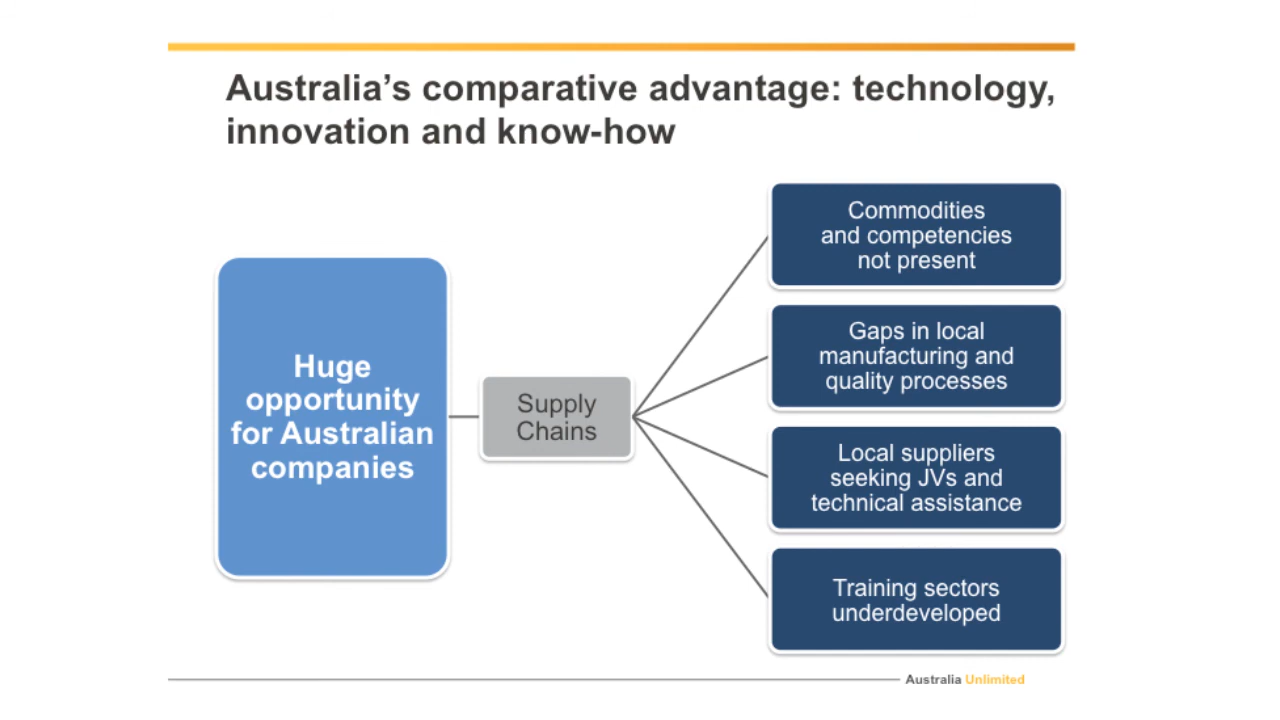 Australia’s comparative advantage: technology,
innovation and know-how
Huge
opportunity
for Australian
companies
Supply
Chains
Commodities
and competencies
not present
Gaps in local
manufacturing and
quality processes
Local suppliers
seeking JVs and
technical assistance
Training sectors
underdeveloped
Australia Unlimited